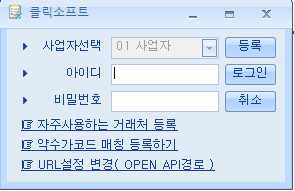 클릭소프트
사업자선택 01 사업자 등록
아이디 로그인
비밀번호 취소
☞ 자주사용하는 거래처 등록
☞ 약수가코드 매칭 등록하기
☞ URL설정 변경( OPEN API경로 )